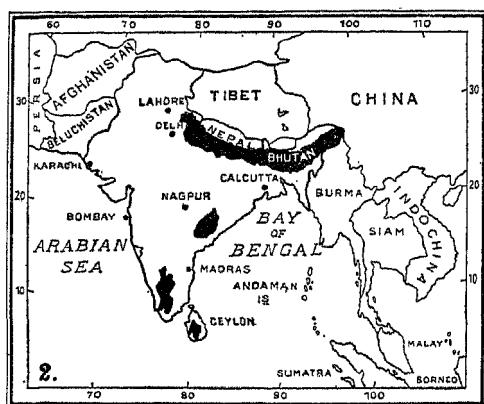 60 70 80 90 100
PERSIA
AFGHANISTAN
BELUCHISTAN
LAHORE
DELHI
TIBET
CHINA
NEPAL
BHUTAN
KARACHI
CALCUTTA
BURMA
INDOCHINA
NAGPUR
BOMBAY
BAY
OF
BENGAL
SIAM
ARABIAN
SEA
MADRAS
ANDAMAN
IS
CEYLON
MALAY
SUMATRA
BORNEO
30
20
10
30
20
10
2.
70 80 90 100 110